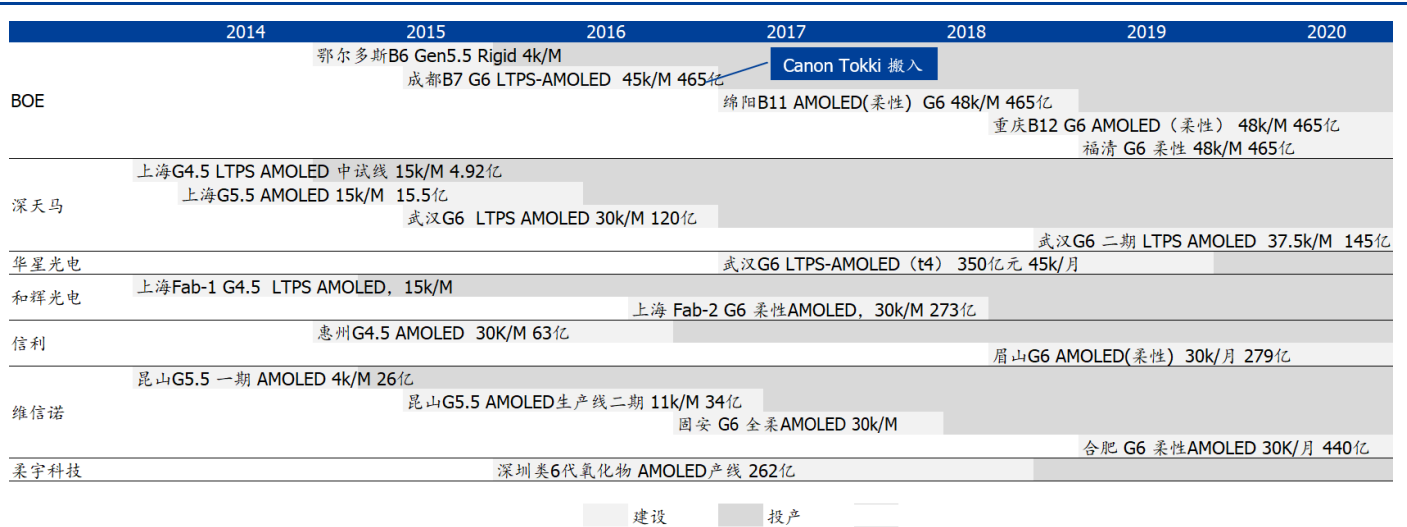 2014 2015 2016 2017 2018 2019 2020
鄂尔多斯B6 Gen5.5 Rigid 4k/M
成都B7 G6 LTPS-AMOLED 45k/M 465亿
Canon Tokki 搬入
BOE
绵阳B11 AMOLED(柔性) G6 48k/M 465亿
重庆B12 G6 AMOLED（柔性） 48k/M 465亿
福清 G6 柔性 48k/M 465亿
上海G4.5 LTPS AMOLED 中试线 15k/M 4.92亿
上海G5.5 AMOLED 15k/M 15.5亿
深天马
武汉G6 LTPS AMOLED 30k/M 120亿
武汉G6 二期 LTPS AMOLED 37.5k/M 145亿
华星光电 武汉G6 LTPS-AMOLED（t4） 350亿元 45k/月
上海Fab-1 G4.5 LTPS AMOLED，15k/M
和辉光电
上海 Fab-2 G6 柔性AMOLED，30k/M 273亿
惠州G4.5 AMOLED 30K/M 63亿
信利
眉山G6 AMOLED(柔性) 30k/月 279亿
昆山G5.5 一期 AMOLED 4k/M 26亿
昆山G5.5 AMOLED生产线二期 11k/M 34亿
维信诺
固安 G6 全柔AMOLED 30k/M
合肥 G6 柔性AMOLED 30K/月 440亿
柔宇科技 深圳类6代氧化物 AMOLED产线 262亿
建设 投产